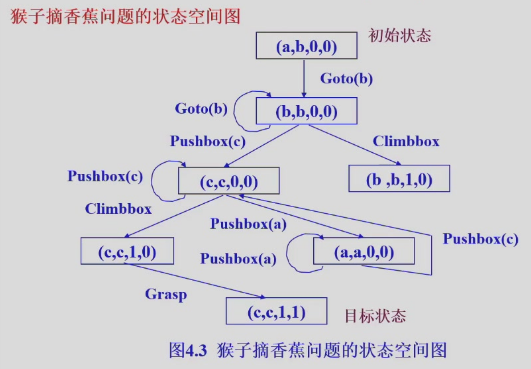 猴子摘香蕉问题的状态空间图
(a,b,0,0)
初始状态
Goto(b)
Goto(b)
(b,b,0,0)
Pushbox(c)
Climbbox
Pushbox(c)
(c,c,0,0)
(b ,b,1,0)
Climbbox
Pushbox(a)
Pushbox(c)
(c,c,1,0)
Pushbox(a)
(a,a,0,0)
Grasp
(c,c,1,1)
目标状态
图4.3 猴子摘香蕉问题的状态空间图